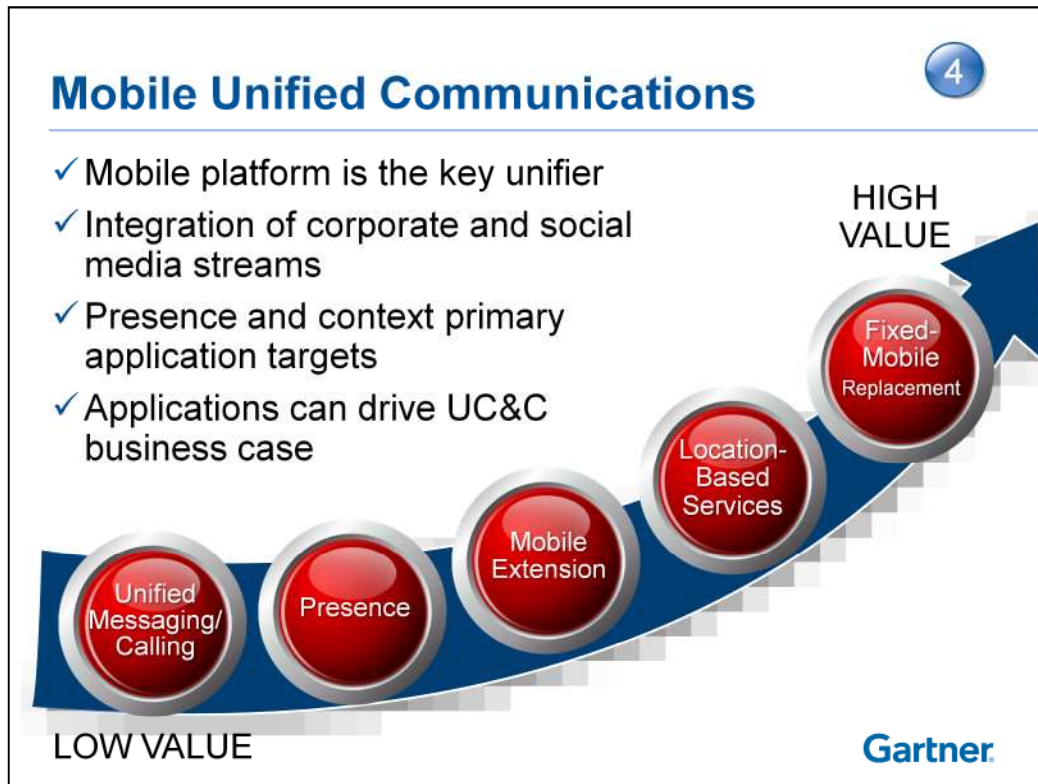 Mobile Unified Communications
4
✓ Mobile platform is the key unifier
✓ Integration of corporate and social
media streams
✓ Presence and context primary
application targets
✓ Applications can drive UC&C
business case
HIGH
VALUE
Fixed-
Mobile
Replacement
Location-
Based
Services
Mobile
Extension
Presence
Unified
Messaging/
Calling
LOW VALUE
Gartner.